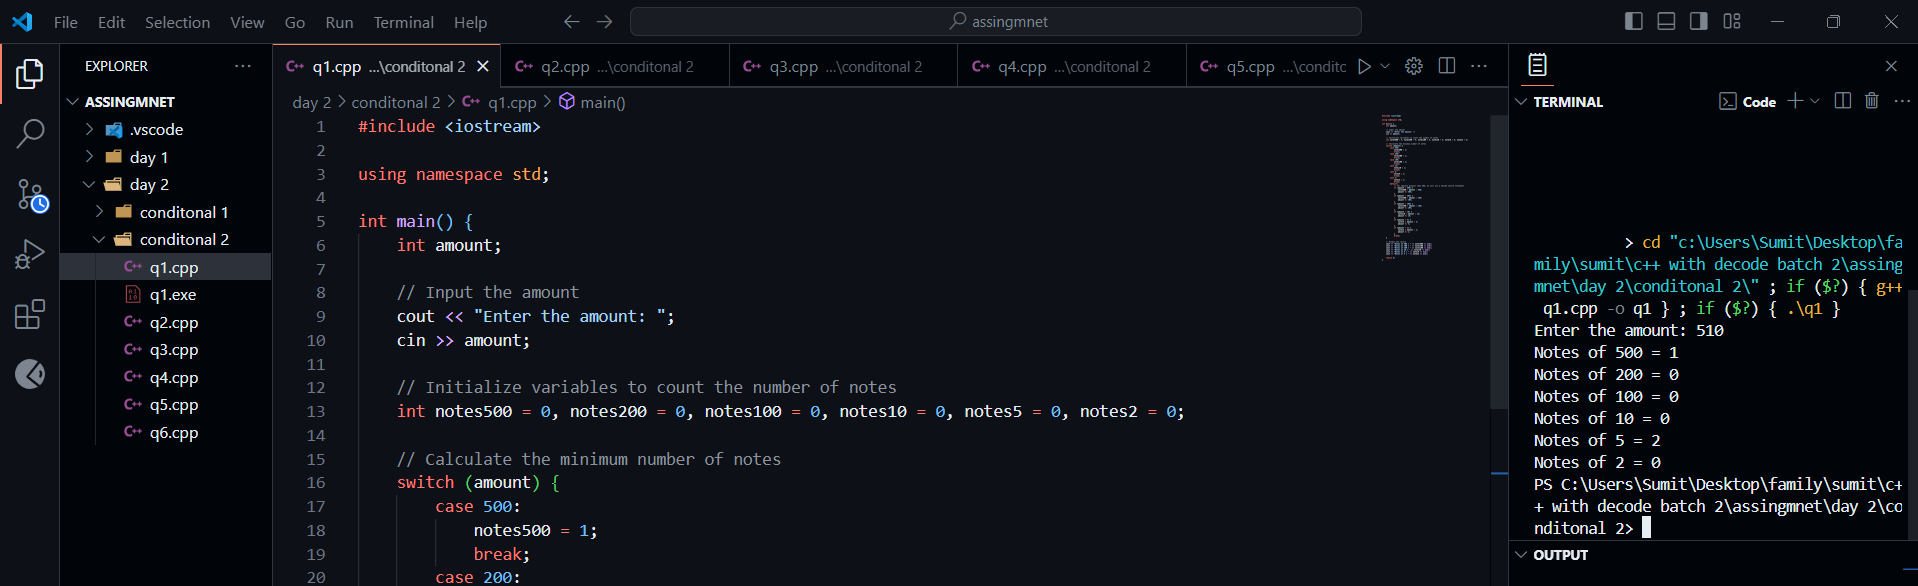 File Edit Selection View Go Run Terminal Help
assingmnet
EXPLORER
ASSINGMNET
.vscode
day 1
day 2
conditonal 1
conditonal 2
q1.cpp
q1.exe
q2.cpp
q3.cpp
q4.cpp
q5.cpp
q6.cpp
q1.cpp ...\conditonal 2
q2.cpp ...\conditonal 2
q3.cpp ...\conditonal 2
q4.cpp ...\conditonal 2
q5.cpp ...\conditc
day 2 > conditonal 2 > q1.cpp > main()
1 #include <iostream>
2
3 using namespace std;
4
5 int main() {
6 int amount;
7
8 // Input the amount
9 cout << "Enter the amount: ";
10 cin >> amount;
11
12 // Initialize variables to count the number of notes
13 int notes500 = 0, notes200 = 0, notes100 = 0, notes10 = 0, notes5 = 0, notes2 = 0;
14
15 // Calculate the minimum number of notes
16 switch (amount) {
17 case 500:
18 notes500 = 1;
19 break;
20 case 200:
TERMINAL
Code
> cd "c:\Users\Sumit\Desktop\fa
mily\sumit\c++ with decode batch 2\assing
mnet\day 2\conditonal 2\" ; if ($?) { g++
q1.cpp -o q1 } ; if ($?) { .\q1 }
Enter the amount: 510
Notes of 500 = 1
Notes of 200 = 0
Notes of 100 = 0
Notes of 10 = 0
Notes of 5 = 2
Notes of 2 = 0
PS C:\Users\Sumit\Desktop\family\sumit\c+
+ with decode batch 2\assingmnet\day 2\co
nditonal 2>
OUTPUT